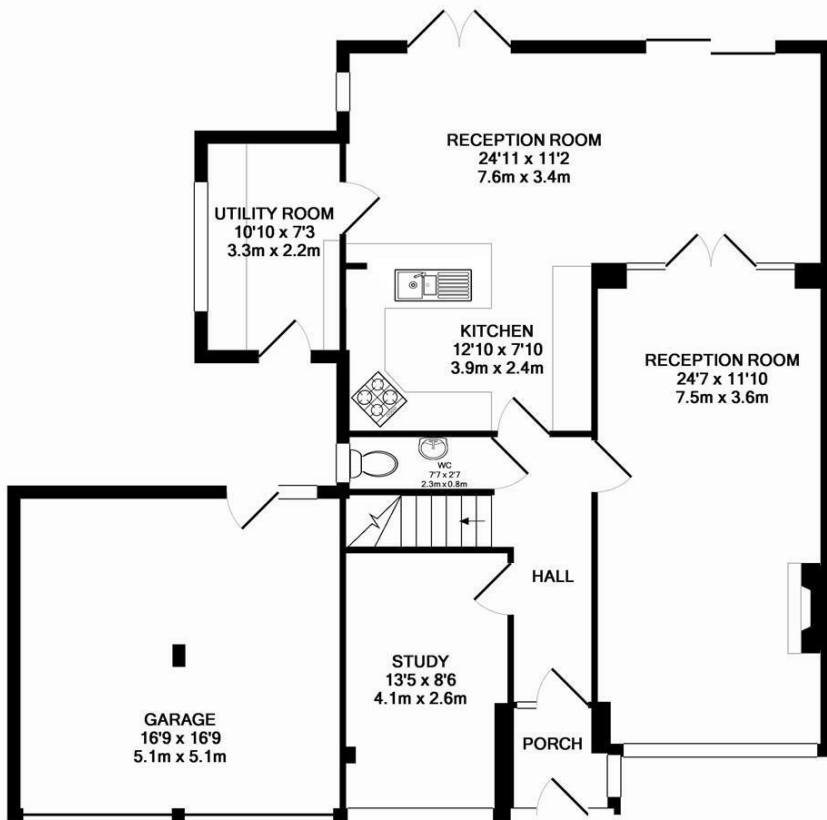 RECEPTION ROOM
24'11 x 11'2
7.6m x 3.4m
UTILITY ROOM
10'10 x 7'3
3.3m x 2.2m
KITCHEN
12'10 x 7'10
3.9m x 2.4m
RECEPTION ROOM
24'7 x 11'10
7.5m x 3.6m
WC
7'7 x 2'7
2.3m x 0.8m
HALL
STUDY
13'5 x 8'6
4.1m x 2.6m
GARAGE
16'9 x 16'9
5.1m x 5.1m
PORCH